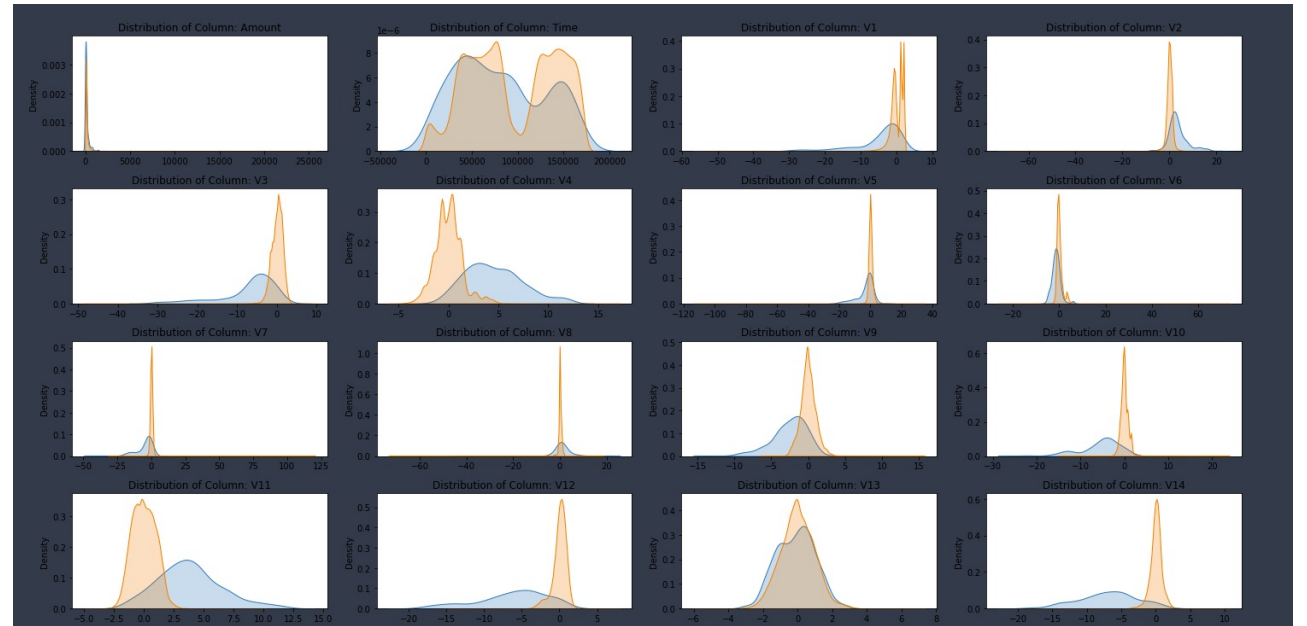 Distribution of Column: Amount
Density
0.003
0.002
0.001
0.000
0 5000 10000 15000 20000 25000
Distribution of Column: Time
1e−6
Density
8
6
4
2
0
−50000 0 50000 100000 150000 200000
Distribution of Column: V1
Density
0.4
0.3
0.2
0.1
0.0
−60 −50 −40 −30 −20 −10 0 10
Distribution of Column: V2
Density
0.4
0.3
0.2
0.1
0.0
−60 −40 −20 0 20
Distribution of Column: V3
Density
0.3
0.2
0.1
0.0
−50 −40 −30 −20 −10 0 10
Distribution of Column: V4
Density
0.3
0.2
0.1
0.0
−5 0 5 10 15
Distribution of Column: V5
Density
0.4
0.3
0.2
0.1
0.0
−120 −100 −80 −60 −40 −20 0 20 40
Distribution of Column: V6
Density
0.5
0.4
0.3
0.2
0.1
0.0
−20 0 20 40 60
Distribution of Column: V7
Density
0.5
0.4
0.3
0.2
0.1
0.0
−50 −25 0 25 50 75 100 125
Distribution of Column: V8
Density
1.0
0.8
0.6
0.4
0.2
0.0
−60 −40 −20 0 20
Distribution of Column: V9
Density
0.5
0.4
0.3
0.2
0.1
0.0
−15 −10 −5 0 5 10 15
Distribution of Column: V10
Density
0.6
0.4
0.2
0.0
−30 −20 −10 0 10 20
Distribution of Column: V11
Density
0.3
0.2
0.1
0.0
−5.0 −2.5 0.0 2.5 5.0 7.5 10.0 12.5 15.0
Distribution of Column: V12
Density
0.5
0.4
0.3
0.2
0.1
0.0
−20 −15 −10 −5 0 5
Distribution of Column: V13
Density
0.4
0.3
0.2
0.1
0.0
−6 −4 −2 0 2 4 6 8
Distribution of Column: V14
Density
0.6
0.4
0.2
0.0
−20 −15 −10 −5 0 5 10